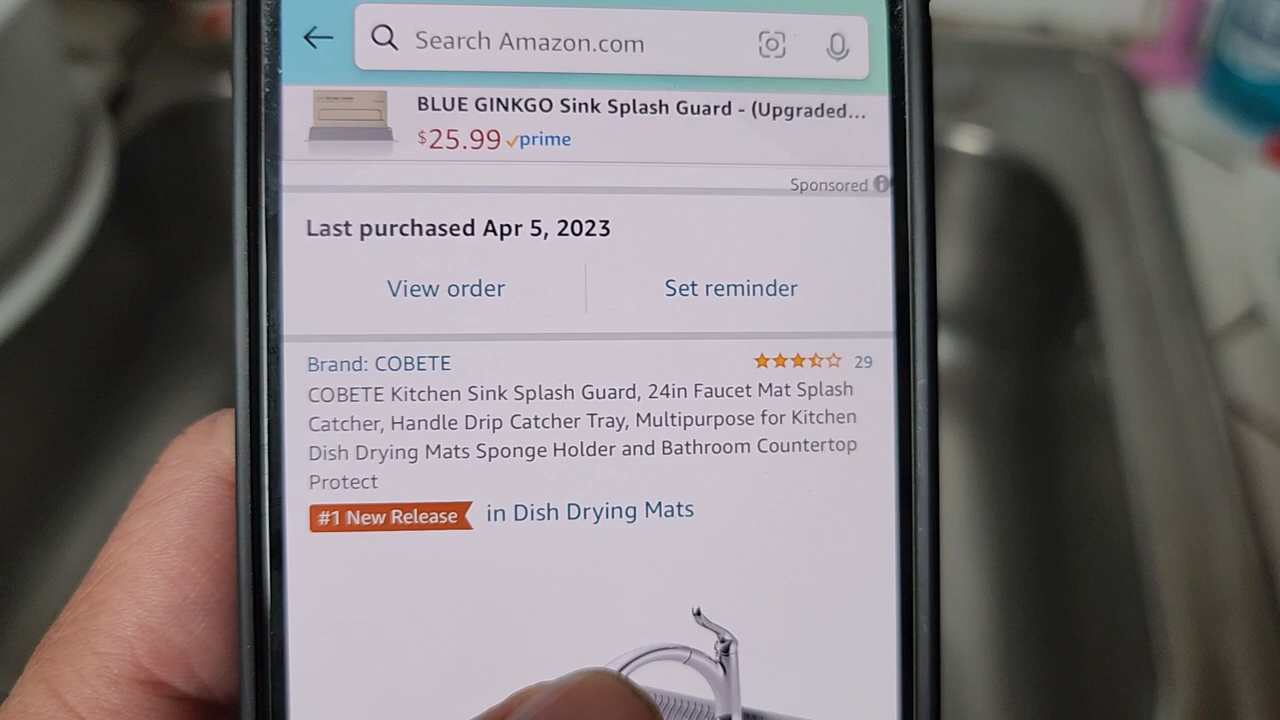 Search Amazon.com
BLUE GINKGO Sink Splash Guard - (Upgraded...
$25.99 prime
Sponsored
Last purchased Apr 5, 2023
View order
Set reminder
Brand: COBETE
29
COBETE Kitchen Sink Splash Guard, 24in Faucet Mat Splash
Catcher, Handle Drip Catcher Tray, Multipurpose for Kitchen
Dish Drying Mats Sponge Holder and Bathroom Countertop
Protect
#1 New Release in Dish Drying Mats